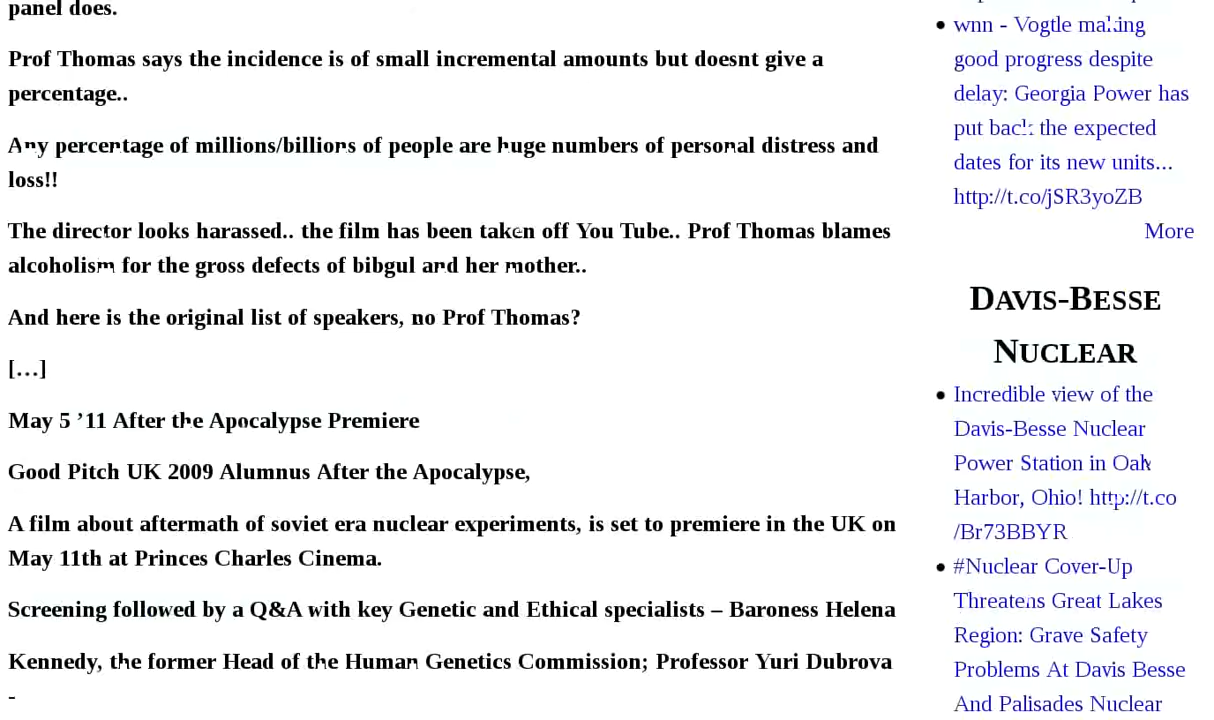 panel does.
Prof Thomas says the incidence is of small incremental amounts but doesnt give a
percentage..
Any percentage of millions/billions of people are huge numbers of personal distress and
loss!!
The director looks harassed.. the film has been taken off You Tube.. Prof Thomas blames
alcoholism for the gross defects of bibgul and her mother..
And here is the original list of speakers, no Prof Thomas?
[…]
May 5 ’11 After the Apocalypse Premiere
Good Pitch UK 2009 Alumnus After the Apocalypse,
A film about aftermath of soviet era nuclear experiments, is set to premiere in the UK on
May 11th at Princes Charles Cinema.
Screening followed by a Q&A with key Genetic and Ethical specialists – Baroness Helena
Kennedy, the former Head of the Human Genetics Commission; Professor Yuri Dubrova
-
wnn - Vogtle making
good progress despite
delay: Georgia Power has
put back the expected
dates for its new units...
http://t.co/jSR3yoZB
More
DAVIS-BESSE
NUCLEAR
Incredible view of the
Davis-Besse Nuclear
Power Station in Oak
Harbor, Ohio! http://t.co
/Br73BBYR
#Nuclear Cover-Up
Threatens Great Lakes
Region: Grave Safety
Problems At Davis Besse
And Palisades Nuclear